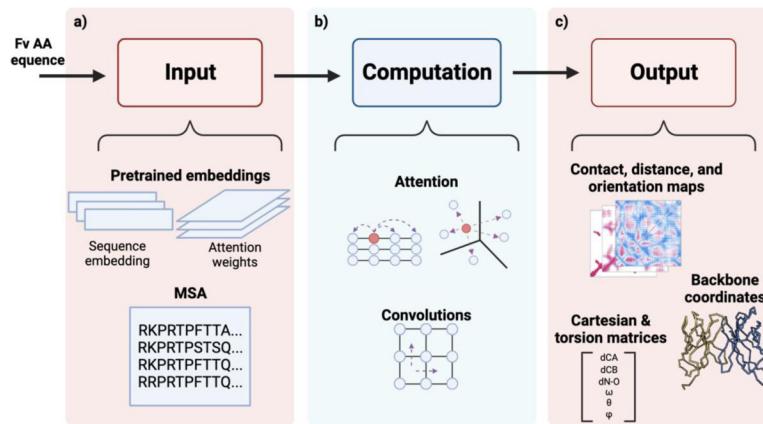 a)
b)
c)
Fv AA
equence
Input
Computation
Output
Pretrained embeddings
Sequence
embedding
Attention
weights
MSA
RKPRTPFTTA...
RKPRTPSTSQ...
RKPRTPFTTQ...
RRPRTPFTTQ...
Attention
Convolutions
Contact, distance, and
orientation maps
Backbone
coordinates
Cartesian &
torsion matrices
dCA
dCB
dN-O
ω
θ
φ